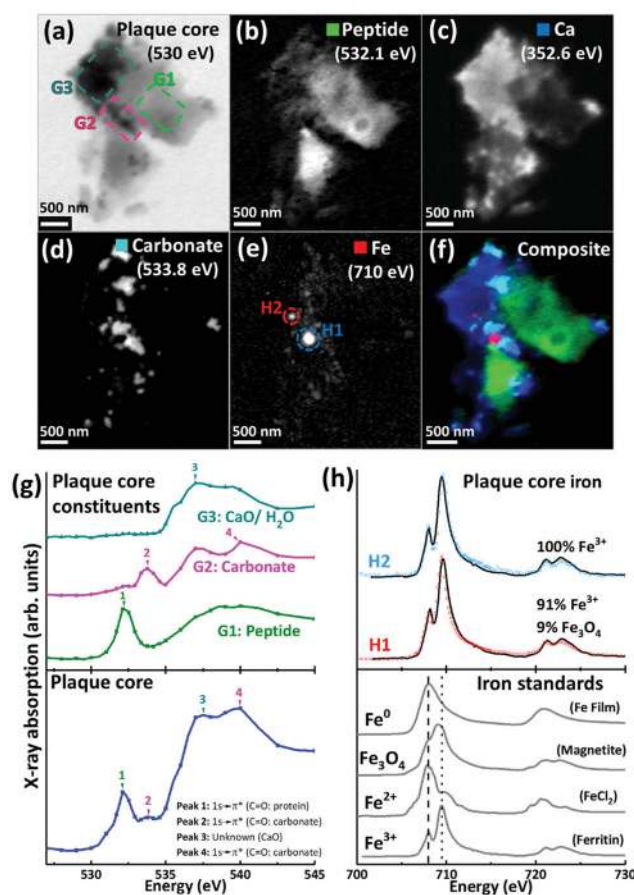 (a) Plaque core
(530 eV)
G1
G3
G2
500 nm
(b) Peptide
(532.1 eV)
500 nm
(c) Ca
(352.6 eV)
500 nm
(d) Carbonate
(533.8 eV)
500 nm
(e) Fe
(710 eV)
H2
H1
500 nm
(f) Composite
500 nm
(g) Plaque core
constituents
3
G3: CaO/ H₂O
2
4
G2: Carbonate
1
G1: Peptide
Plaque core
3
4
1
2
Peak 1: 1s→π* (C=O: protein)
Peak 2: 1s→π* (C=O: carbonate)
Peak 3: Unknown (CaO)
Peak 4: 1s→π* (C=O: carbonate)
X-ray absorption (arb. units)
530 535 540 545
Energy (eV)
(h) Plaque core iron
H2
100% Fe³⁺
91% Fe³⁺
H1
9% Fe₃O₄
Iron standards
Fe⁰ (Fe Film)
Fe₃O₄ (Magnetite)
Fe²⁺ (FeCl₂)
Fe³⁺ (Ferritin)
700 710 720 730
Energy (eV)